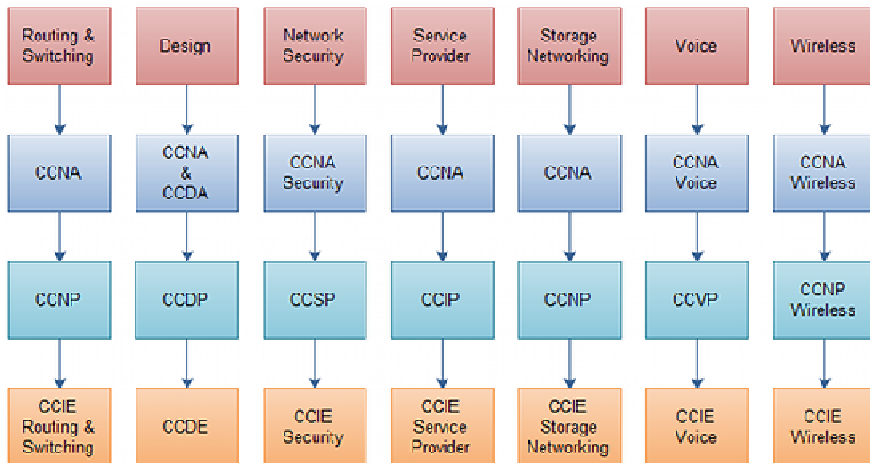 Routing &
Switching
Design
Network
Security
Service
Provider
Storage
Networking
Voice
Wireless
CCNA
CCNA
&
CCDA
CCNA
Security
CCNA
CCNA
CCNA
Voice
CCNA
Wireless
CCNP
CCDP
CCSP
CCIP
CCNP
CCVP
CCNP
Wireless
CCIE
Routing &
Switching
CCDE
CCIE
Security
CCIE
Service
Provider
CCIE
Storage
Networking
CCIE
Voice
CCIE
Wireless